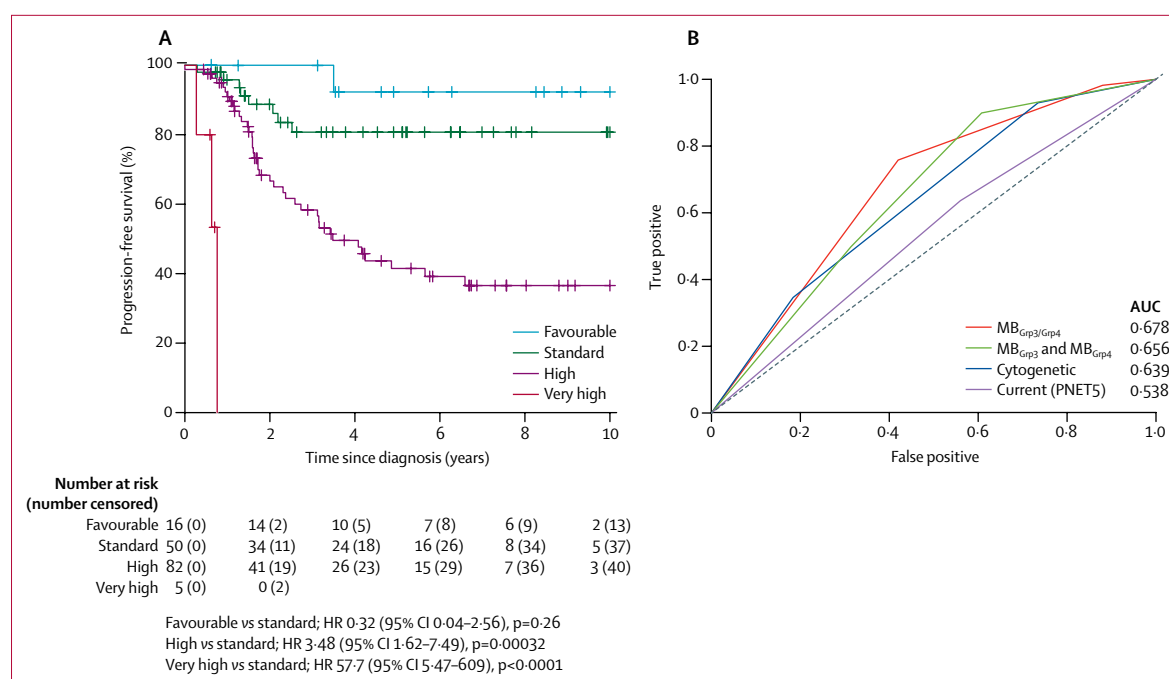 A
100
80
60
40
20
0
Progression-free survival (%)
0 2 4 6 8 10
Time since diagnosis (years)
Favourable
Standard
High
Very high
Number at risk
(number censored)
Favourable 16 (0) 14 (2) 10 (5) 7 (8) 6 (9) 2 (13)
Standard 50 (0) 34 (11) 24 (18) 16 (26) 8 (34) 5 (37)
High 82 (0) 41 (19) 26 (23) 15 (29) 7 (36) 3 (40)
Very high 5 (0) 0 (2)
Favourable vs standard; HR 0·32 (95% CI 0·04–2·56), p=0·26
High vs standard; HR 3·48 (95% CI 1·62–7·49), p=0·00032
Very high vs standard; HR 57·7 (95% CI 5·47–609), p<0·0001
B
1·0
0·8
0·6
0·4
0·2
0
True positive
0 0·2 0·4 0·6 0·8 1·0
False positive
AUC
MBGrp3/Grp4 0·678
MBGrp3 and MBGrp4 0·656
Cytogenetic 0·639
Current (PNET5) 0·538